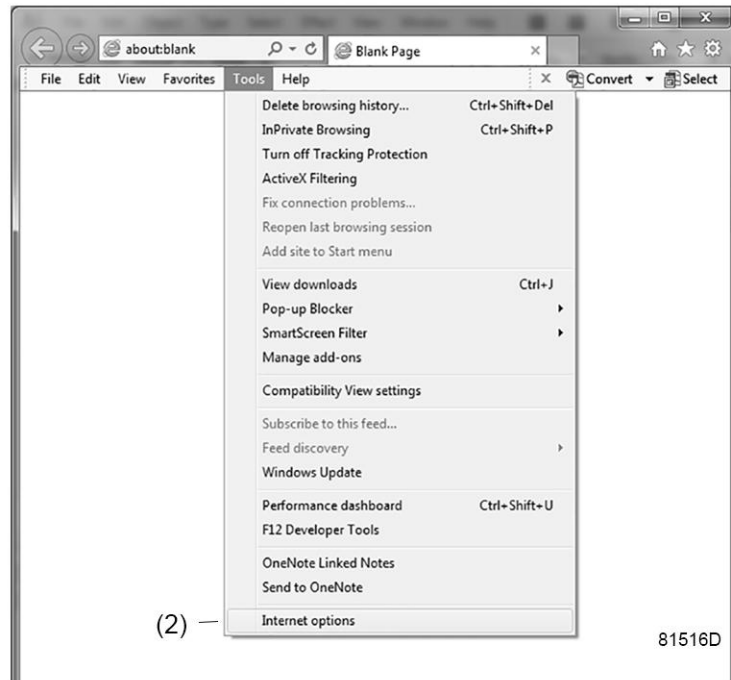 about:blank
Blank Page
File Edit View Favorites Tools Help
Convert Select
Delete browsing history... Ctrl+Shift+Del
InPrivate Browsing Ctrl+Shift+P
Turn off Tracking Protection
ActiveX Filtering
Fix connection problems...
Reopen last browsing session
Add site to Start menu
View downloads Ctrl+J
Pop-up Blocker
SmartScreen Filter
Manage add-ons
Compatibility View settings
Subscribe to this feed...
Feed discovery
Windows Update
Performance dashboard Ctrl+Shift+U
F12 Developer Tools
OneNote Linked Notes
Send to OneNote
(2) Internet options
81516D